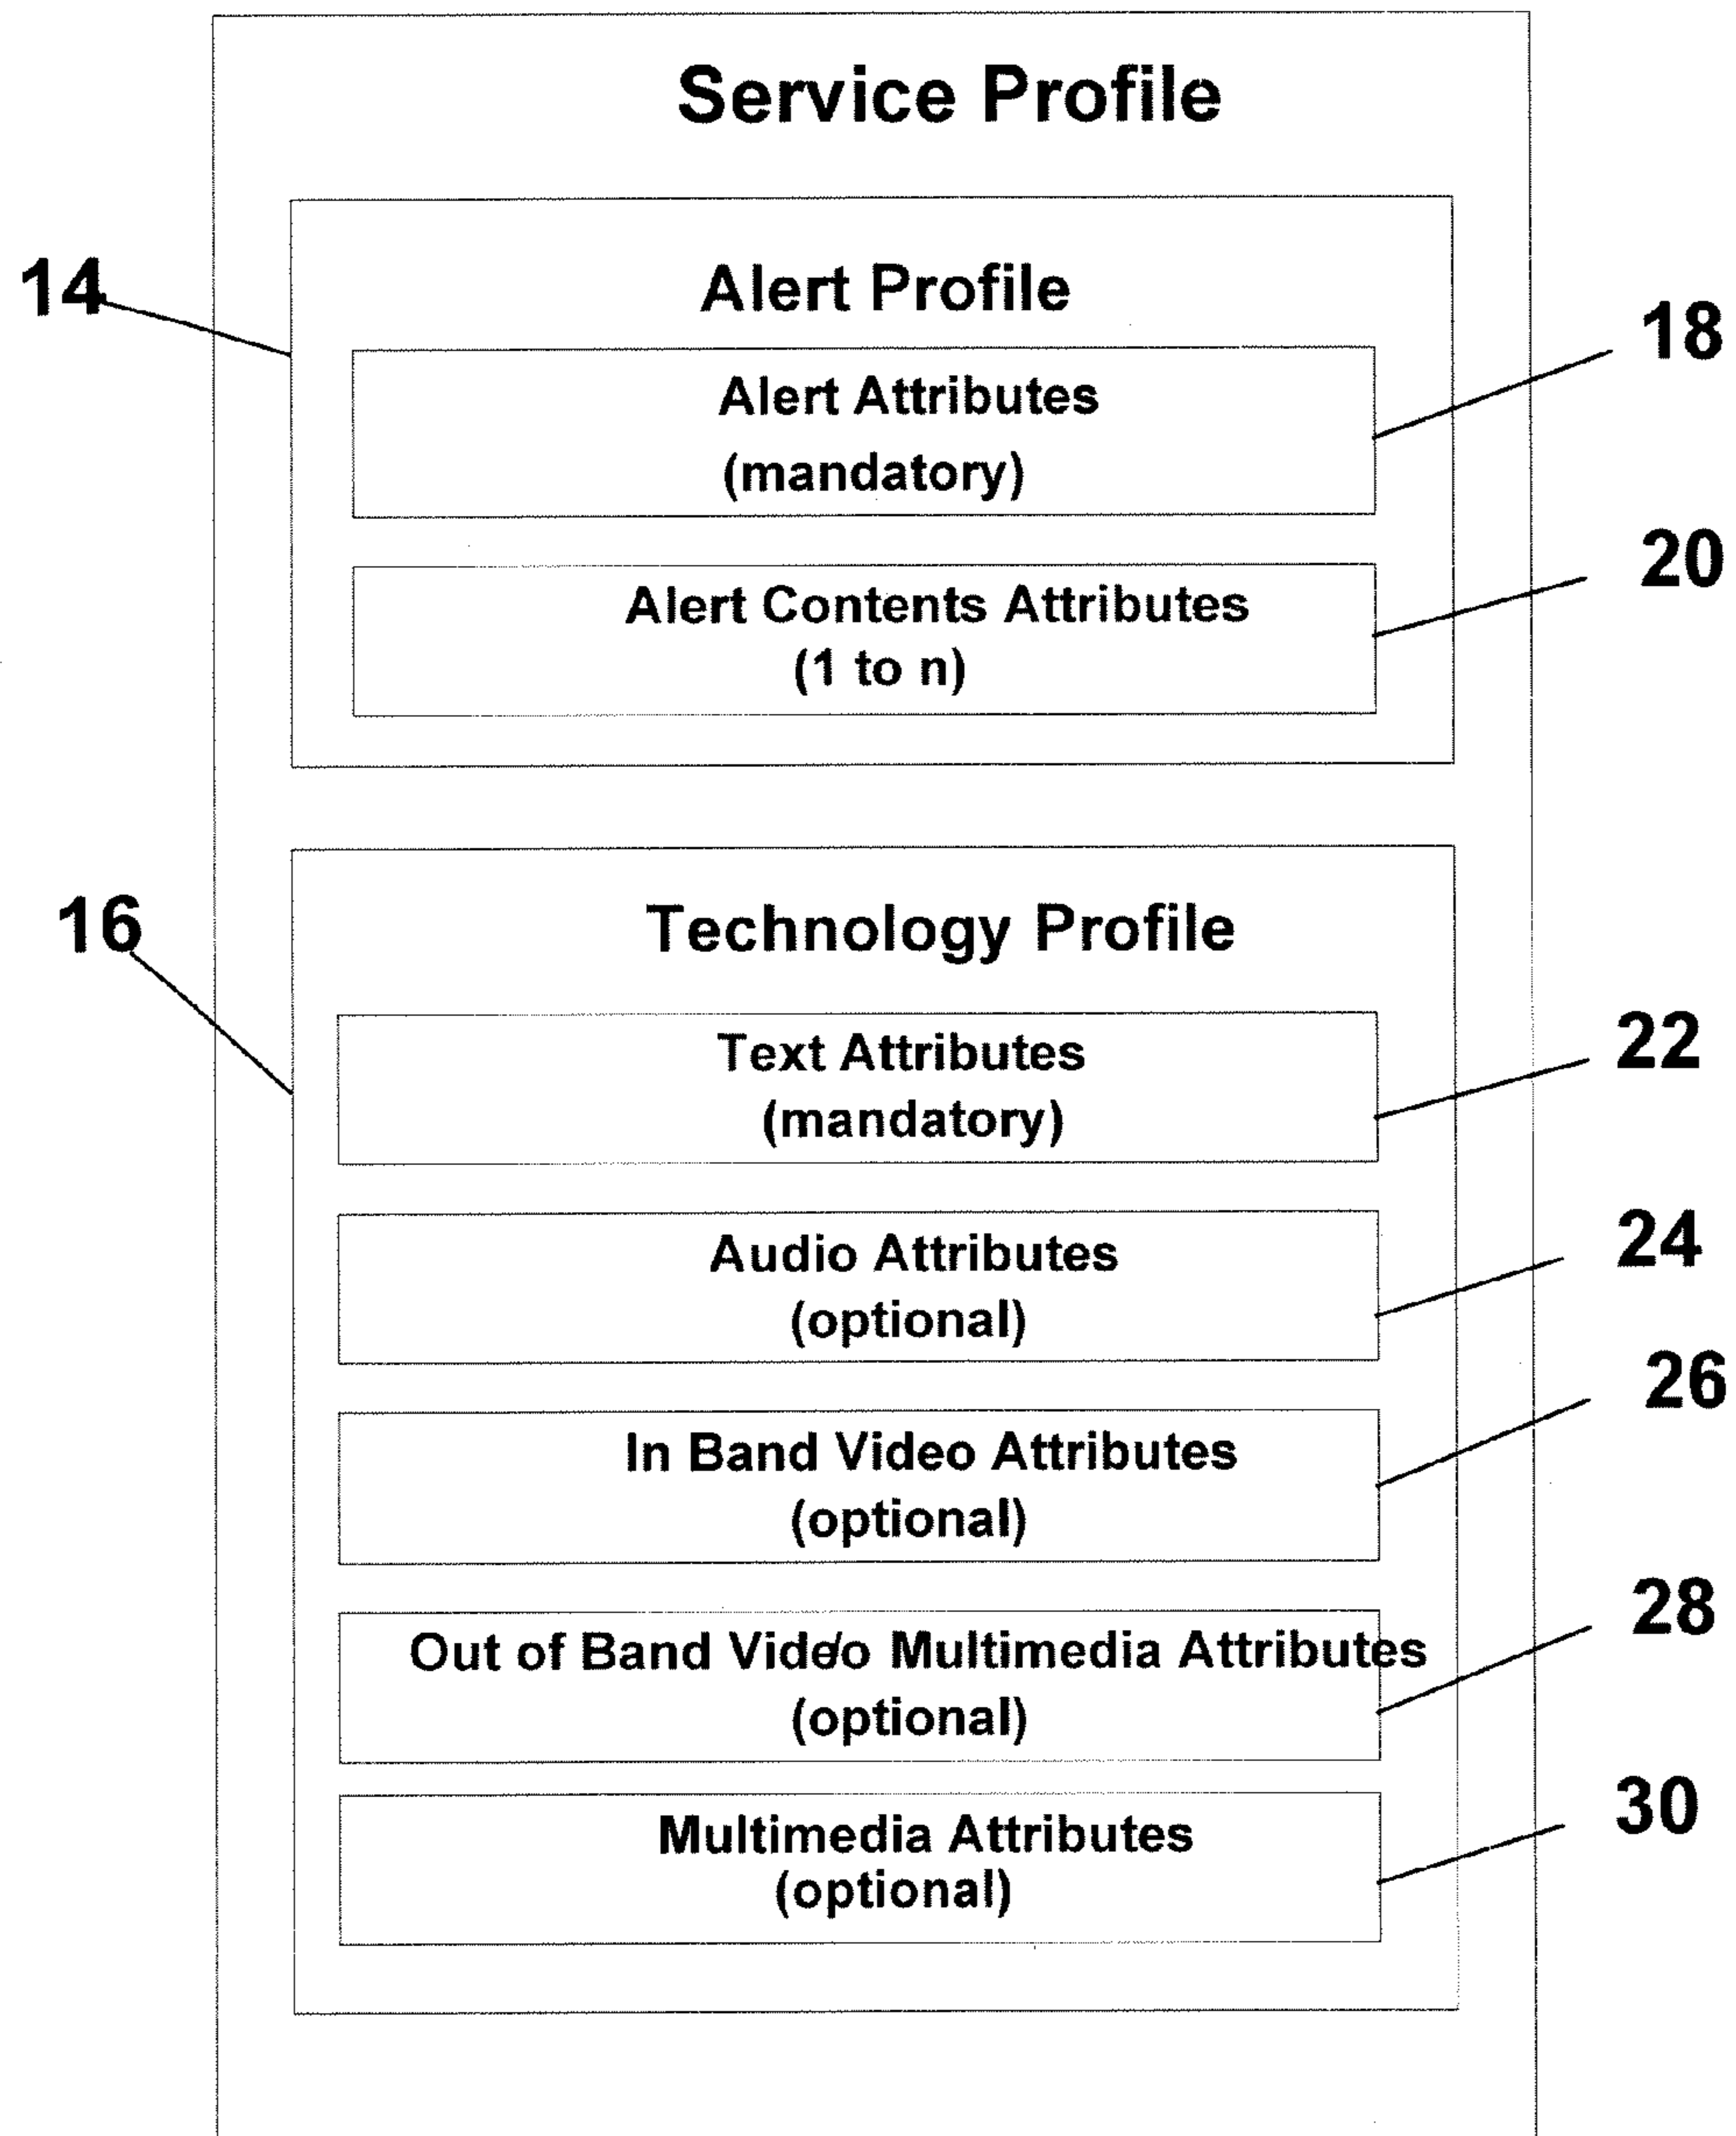 Service Profile
14
Alert Profile
18
Alert Attributes
(mandatory)
20
Alert Contents Attributes
(1 to n)
16
Technology Profile
22
Text Attributes
(mandatory)
24
Audio Attributes
(optional)
26
In Band Video Attributes
(optional)
28
Out of Band Video/ Multimedia Attributes
(optional)
30
Multimedia Attributes
(optional)